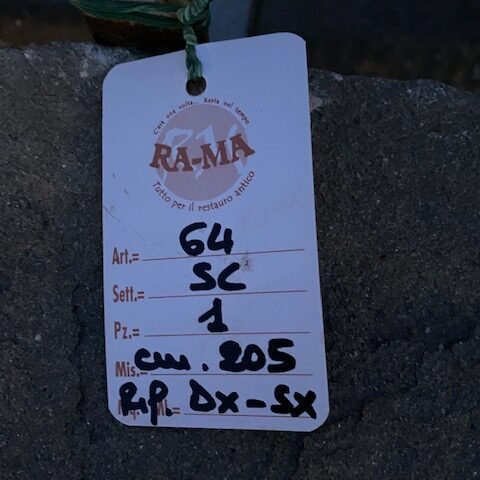 C'era una volta... Resta nel tempo
RA-MA
Tutto per il restauro antico
Art.= 64
Sett.= SC
Pz.= 1
Mis.= cm. 205
Rip. Dx-Sx